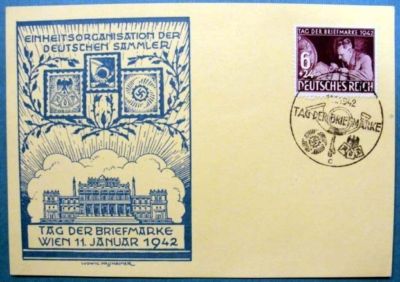 EINHEITSORGANISATION DER
DEUTSCHEN SAMMLER
TAG DER BRIEFMARKE
WIEN 11. JANUAR 1942
TAG DER BRIEFMARKE 1942
6
+24
DEUTSCHES REICH
1942
TAG DER BRIEFMARKE
C